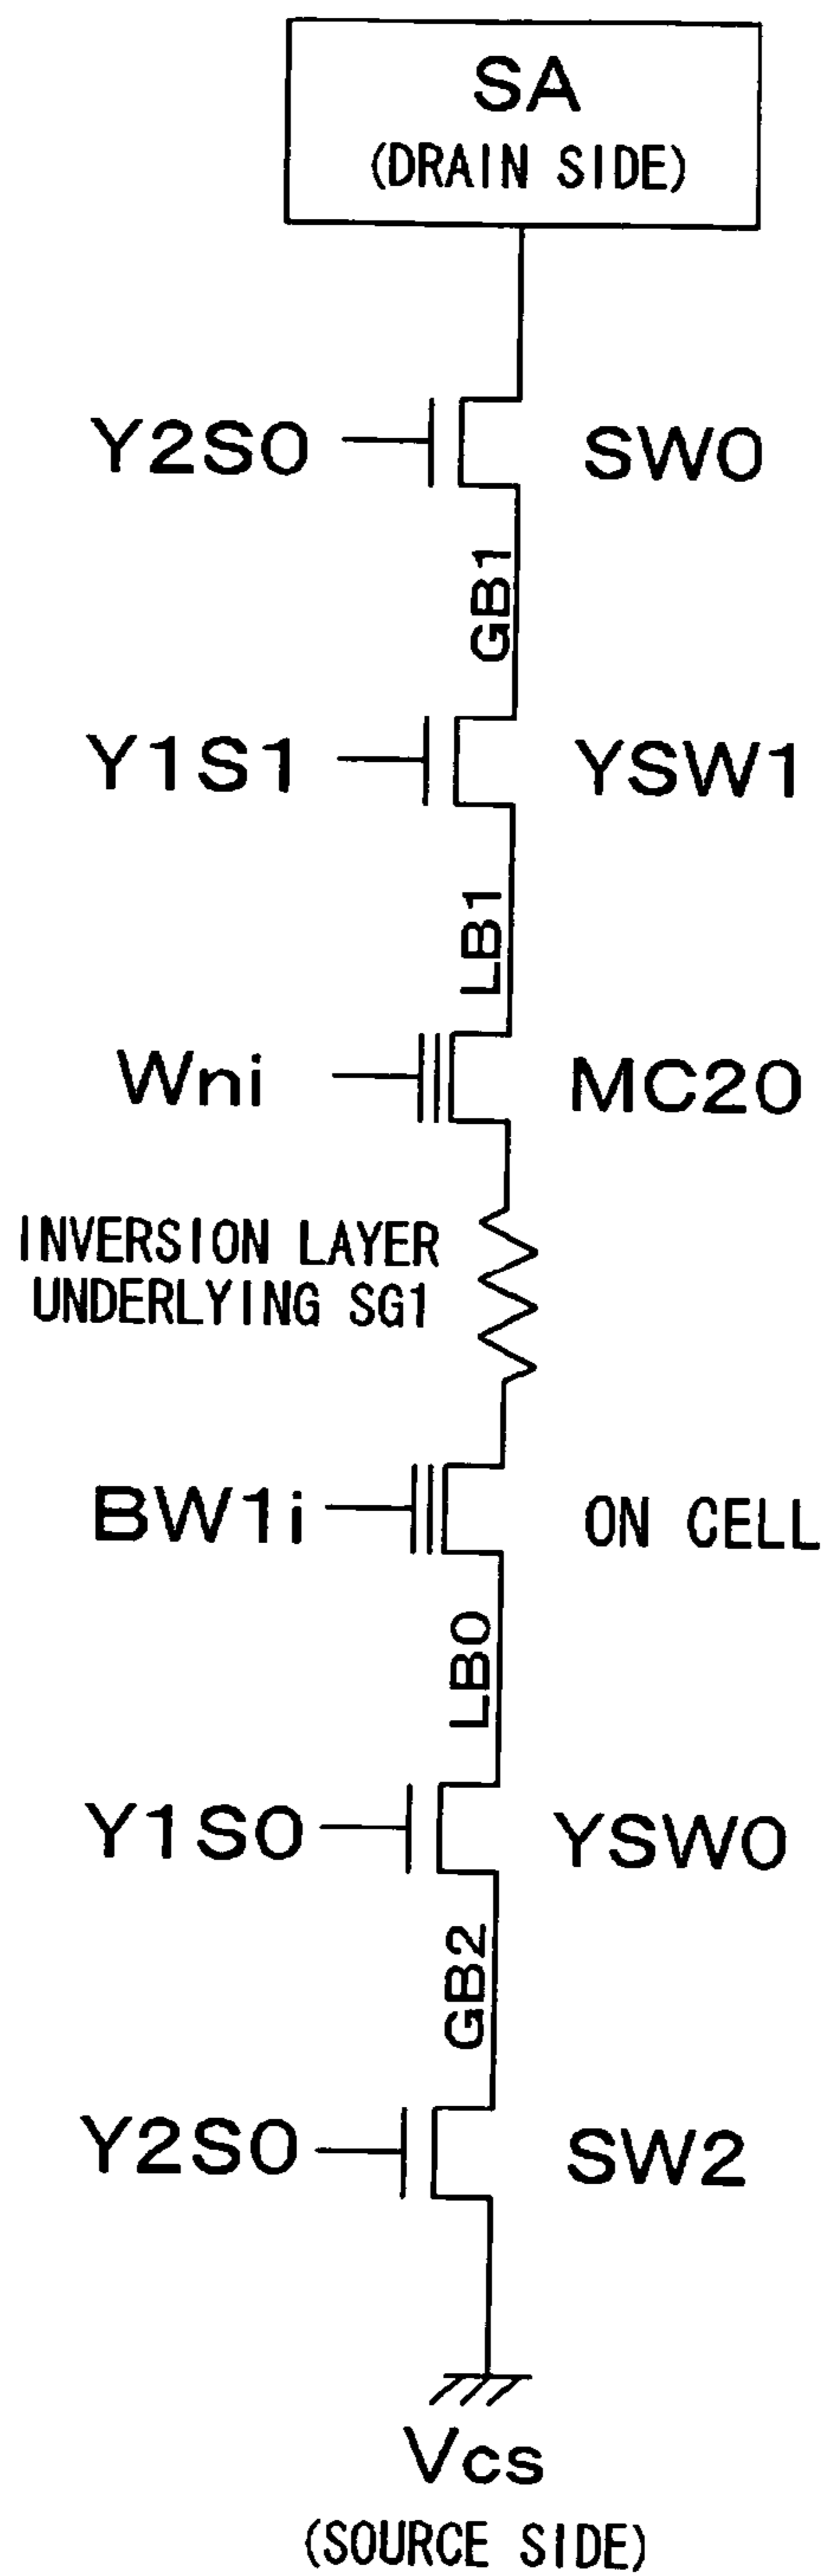 SA
(DRAIN SIDE)
Y2S0
SW0
GB1
Y1S1
YSW1
LB1
Wni
MC20
INVERSION LAYER
UNDERLYING SG1
BW1i
ON CELL
LB0
Y1S0
YSW0
GB2
Y2S0
SW2
Vcs
(SOURCE SIDE)